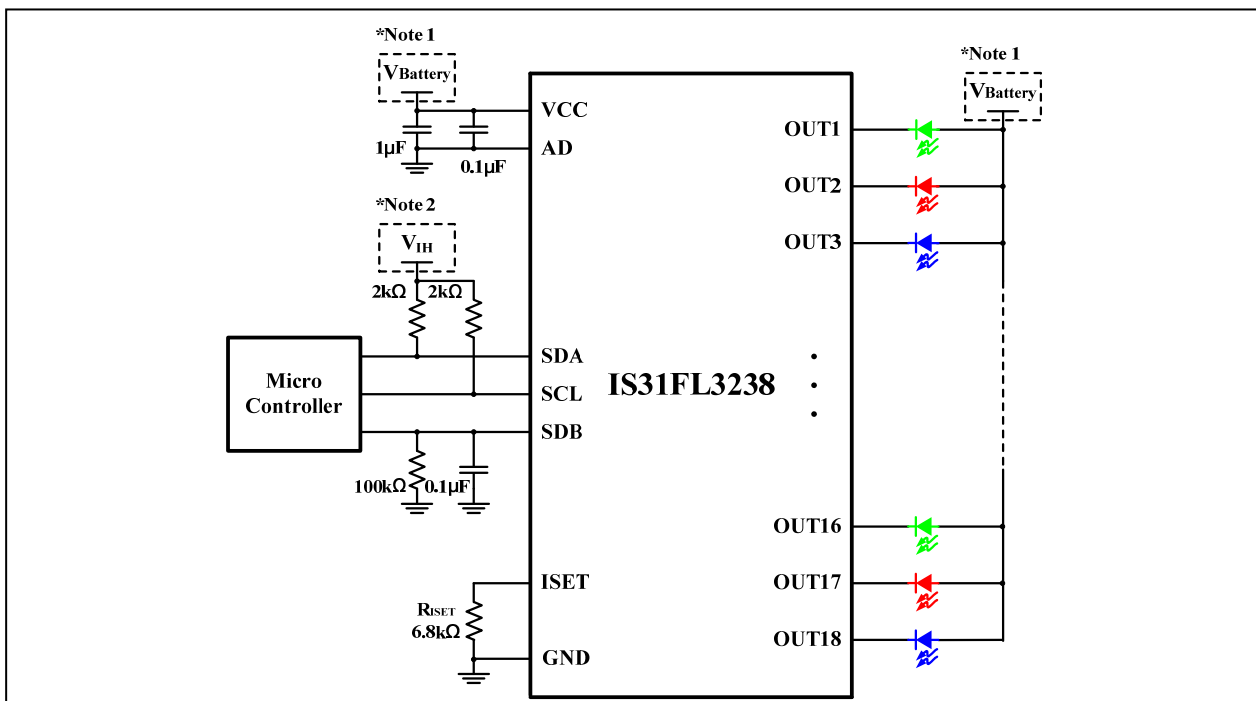 *Note 1
VBattery
VCC
1µF
0.1µF
AD
*Note 2
VIH
2kΩ
2kΩ
Micro
Controller
SDA
SCL
SDB
100kΩ
0.1µF
ISET
RISET
6.8kΩ
GND
IS31FL3238
*Note 1
VBattery
OUT1
OUT2
OUT3
OUT16
OUT17
OUT18